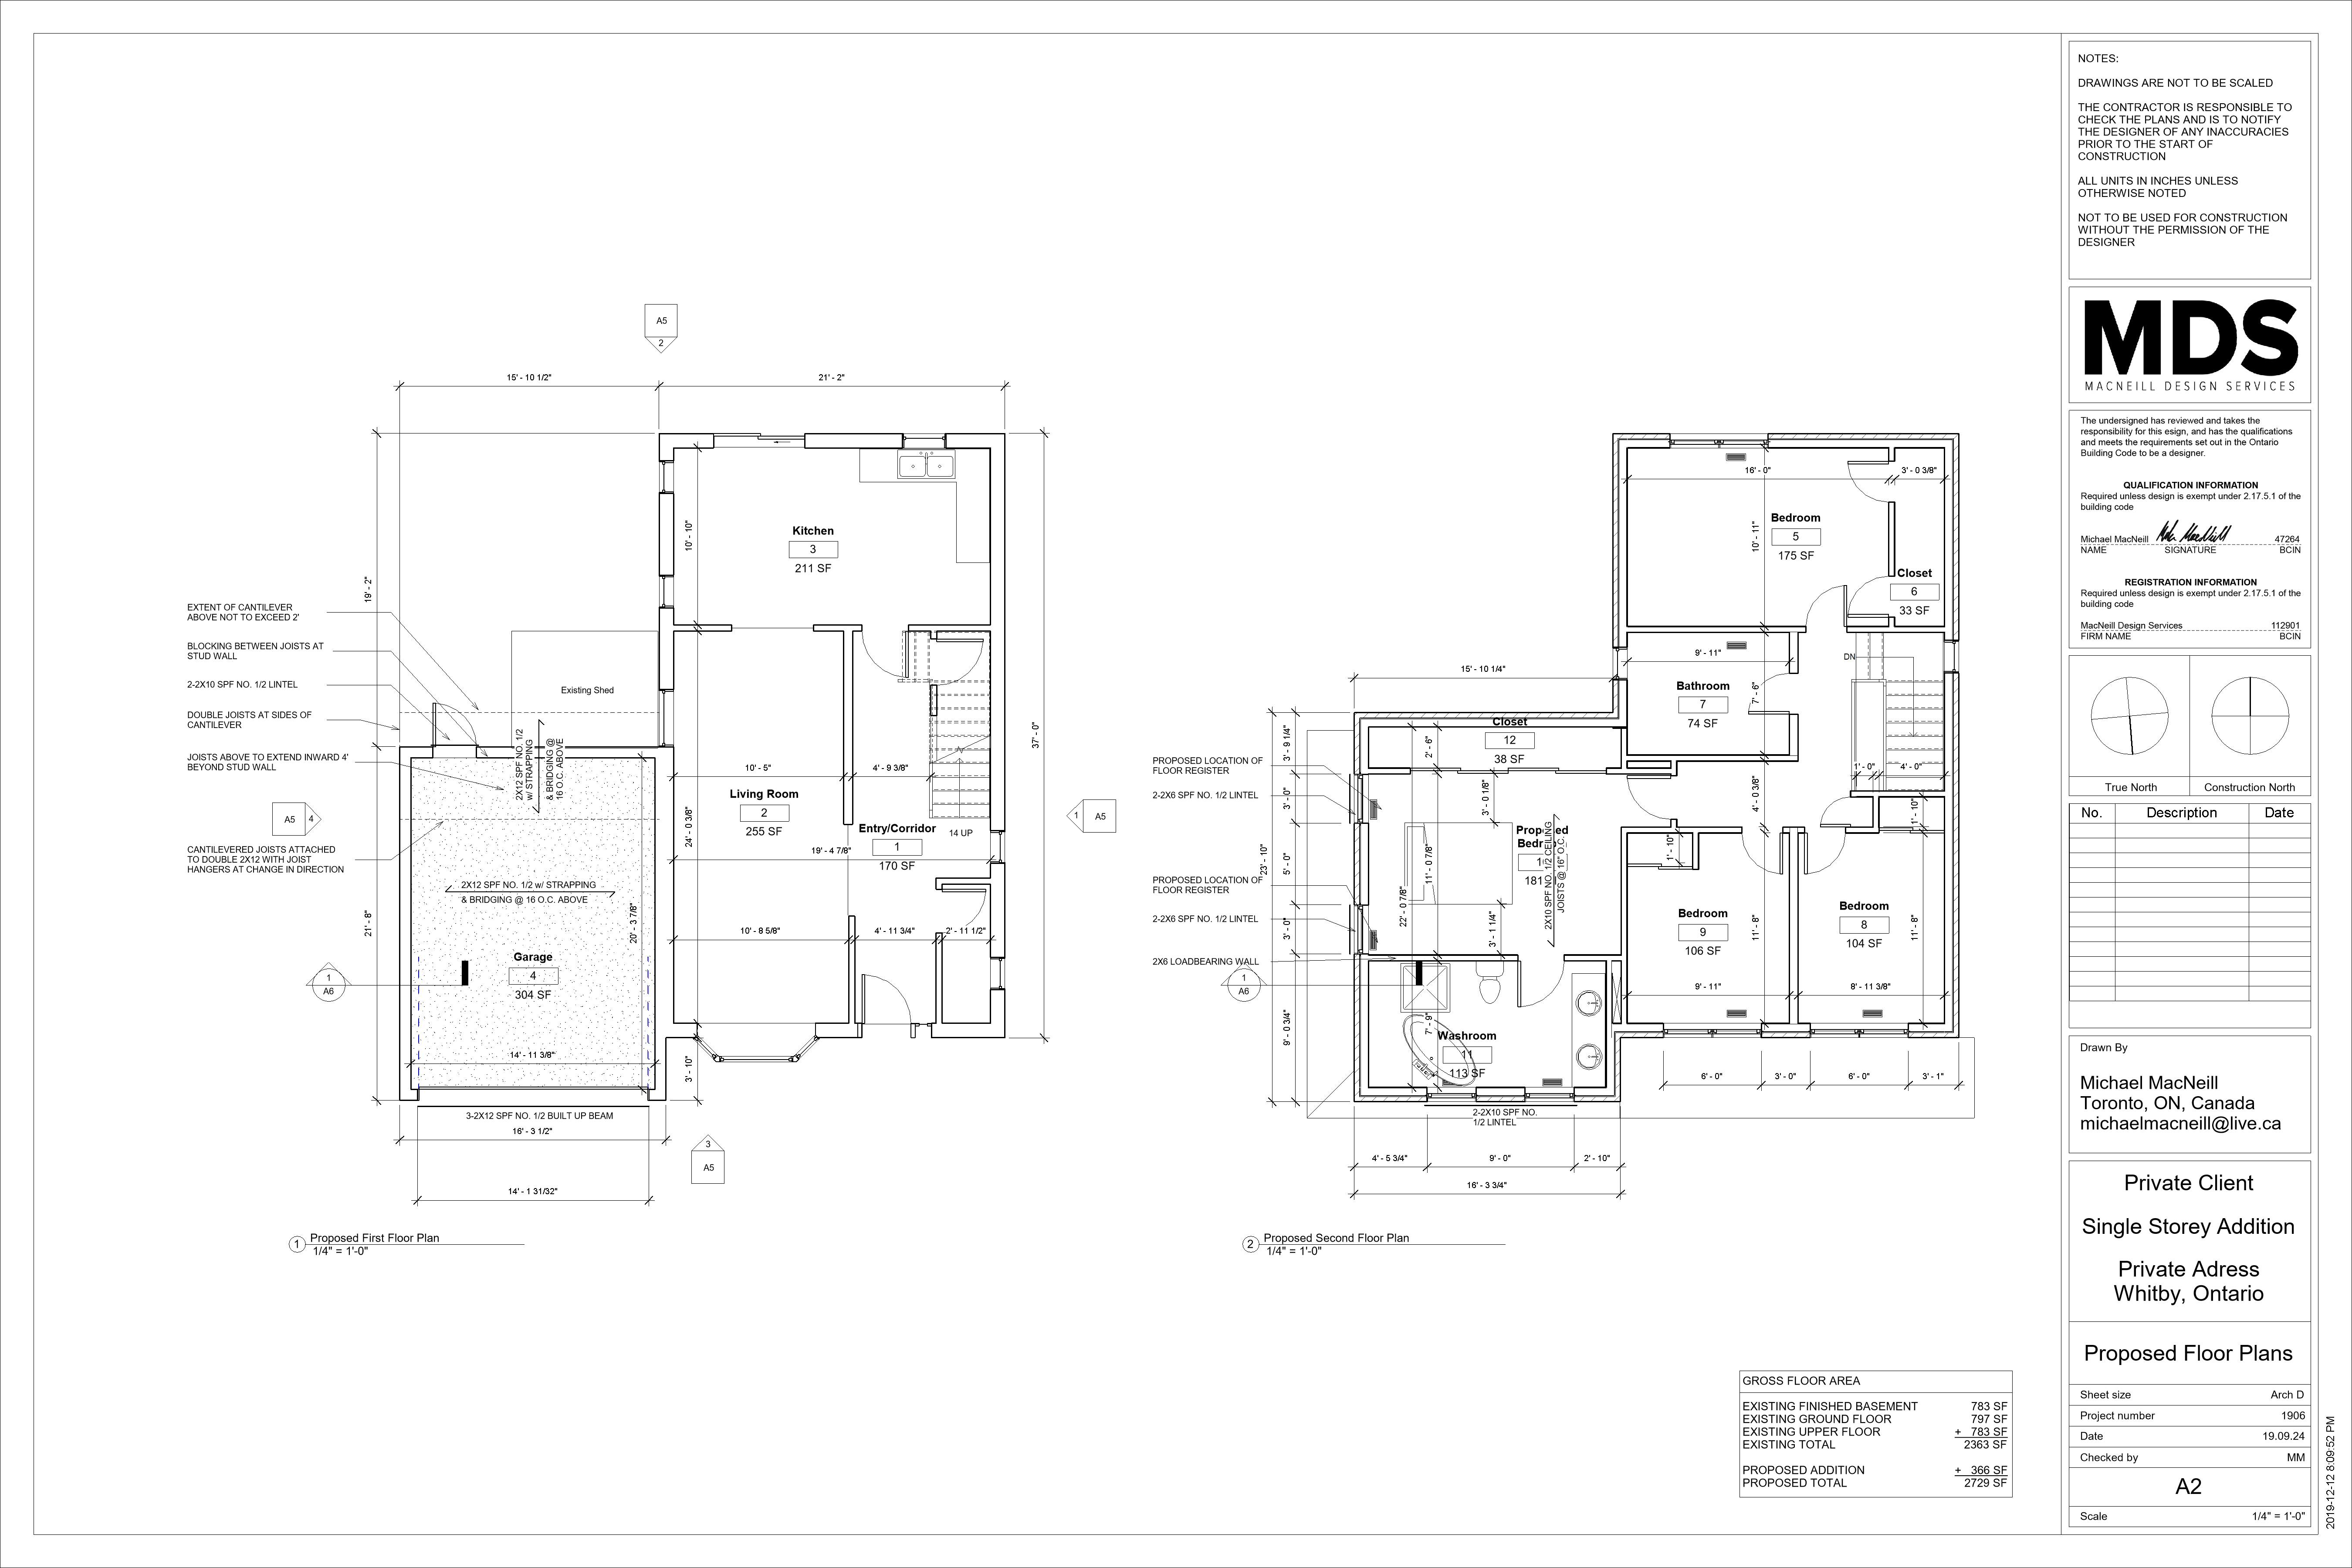 A5
2
15' - 10 1/2"
21' - 2"
19' - 2"
21' - 8"
37' - 0"
EXTENT OF CANTILEVER
ABOVE NOT TO EXCEED 2'
BLOCKING BETWEEN JOISTS AT
STUD WALL
2-2X10 SPF NO. 1/2 LINTEL
DOUBLE JOISTS AT SIDES OF
CANTILEVER
JOISTS ABOVE TO EXTEND INWARD 4'
BEYOND STUD WALL
A5
4
CANTILEVERED JOISTS ATTACHED
TO DOUBLE 2X12 WITH JOIST
HANGERS AT CHANGE IN DIRECTION
1
A6
Kitchen
3
211 SF
10' - 10"
Existing Shed
2X12 SPF NO. 1/2
w/ STRAPPING
& BRIDGING @
16 O.C. ABOVE
10' - 5"
4' - 9 3/8"
Living Room
2
255 SF
24' - 0 3/8"
Entry/Corridor
1
170 SF
14 UP
19' - 4 7/8"
1
A5
2X12 SPF NO. 1/2 w/ STRAPPING
& BRIDGING @ 16 O.C. ABOVE
20' - 3 7/8"
10' - 8 5/8"
4' - 11 3/4"
2' - 11 1/2"
Garage
4
304 SF
14' - 11 3/8"
3' - 10"
3-2X12 SPF NO. 1/2 BUILT UP BEAM
16' - 3 1/2"
3
A5
14' - 1 31/32"
1
Proposed First Floor Plan
1/4" = 1'-0"
16' - 0"
3' - 0 3/8"
Bedroom
5
175 SF
10' - 11"
Closet
6
33 SF
9' - 11"
Bathroom
7
74 SF
7' - 6"
DN
15' - 10 1/4"
Closet
12
38 SF
2' - 6"
1' - 0"
4' - 0"
1' - 10"
4' - 0 3/8"
3' - 9 1/4"
3' - 0"
5' - 0"
3' - 0"
9' - 0 3/4"
23' - 10"
PROPOSED LOCATION OF
FLOOR REGISTER
2-2X6 SPF NO. 1/2 LINTEL
PROPOSED LOCATION OF
FLOOR REGISTER
2-2X6 SPF NO. 1/2 LINTEL
2X6 LOADBEARING WALL
1
A6
3' - 0 1/8"
11' - 0 7/8"
22' - 0 7/8"
3' - 1 1/4"
2X10 SPF NO. 1/2 CEILING
JOISTS @ 16" O.C.
181
1' - 10"
Bedroom
9
106 SF
11' - 8"
9' - 11"
Bedroom
8
104 SF
11' - 8"
8' - 11 3/8"
Washroom
11
113 SF
7' - 9"
6' - 0"
3' - 0"
6' - 0"
3' - 1"
2-2X10 SPF NO.
1/2 LINTEL
4' - 5 3/4"
9' - 0"
2' - 10"
16' - 3 3/4"
2
Proposed Second Floor Plan
1/4" = 1'-0"
GROSS FLOOR AREA
EXISTING FINISHED BASEMENT 783 SF
EXISTING GROUND FLOOR 797 SF
EXISTING UPPER FLOOR + 783 SF
EXISTING TOTAL 2363 SF
PROPOSED ADDITION + 366 SF
PROPOSED TOTAL 2729 SF
NOTES:
DRAWINGS ARE NOT TO BE SCALED
THE CONTRACTOR IS RESPONSIBLE TO
CHECK THE PLANS AND IS TO NOTIFY
THE DESIGNER OF ANY INACCURACIES
PRIOR TO THE START OF
CONSTRUCTION
ALL UNITS IN INCHES UNLESS
OTHERWISE NOTED
NOT TO BE USED FOR CONSTRUCTION
WITHOUT THE PERMISSION OF THE
DESIGNER
MDS
MACNEILL DESIGN SERVICES
The undersigned has reviewed and takes the
responsibility for this esign, and has the qualifications
and meets the requirements set out in the Ontario
Building Code to be a designer.
QUALIFICATION INFORMATION
Required unless design is exempt under 2.17.5.1 of the
building code
Michael MacNeill 47264
NAME SIGNATURE BCIN
REGISTRATION INFORMATION
Required unless design is exempt under 2.17.5.1 of the
building code
MacNeill Design Services 112901
FIRM NAME BCIN
True North Construction North
No. Description Date
Drawn By
Michael MacNeill
Toronto, ON, Canada
michaelmacneill@live.ca
Private Client
Single Storey Addition
Private Adress
Whitby, Ontario
Proposed Floor Plans
Sheet size Arch D
Project number 1906
Date 19.09.24
Checked by MM
A2
Scale 1/4" = 1'-0"
2019-12-12 8:09:52 PM